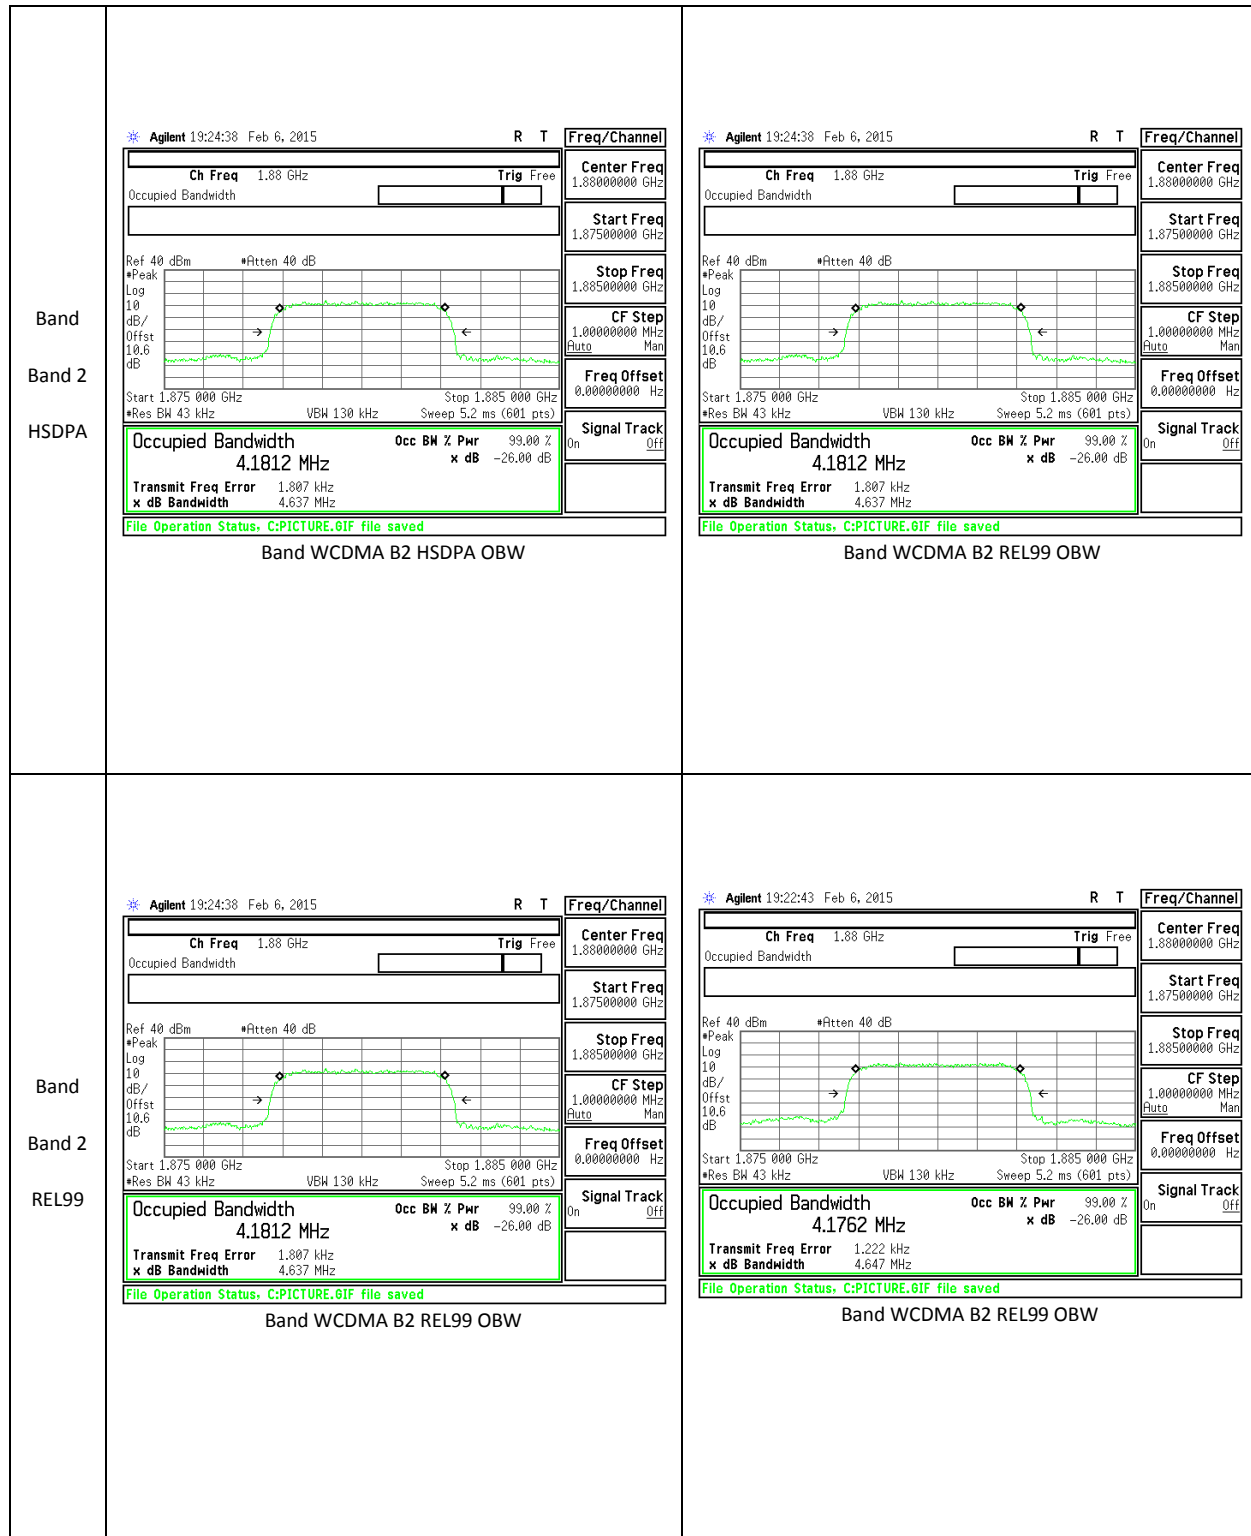 Band
Band 2
HSDPA
Agilent 19:24:38 Feb 6, 2015 R T Freq/Channel
Ch Freq 1.88 GHz Trig Free
Occupied Bandwidth
Center Freq
1.88000000 GHz
Start Freq
1.87500000 GHz
Stop Freq
1.88500000 GHz
CF Step
1.00000000 MHz
Auto Man
Freq Offset
0.00000000 Hz
Signal Track
On Off
Ref 40 dBm #Atten 40 dB
#Peak
Log
10
dB/
Offst
10.6
dB
Start 1.875 000 GHz Stop 1.885 000 GHz
#Res BW 43 kHz VBW 130 kHz Sweep 5.2 ms (601 pts)
Occupied Bandwidth Occ BW % Pwr 99.00 %
4.1812 MHz x dB -26.00 dB
Transmit Freq Error 1.807 kHz
x dB Bandwidth 4.637 MHz
File Operation Status, C:PICTURE.GIF file saved
Band WCDMA B2 HSDPA OBW
Agilent 19:24:38 Feb 6, 2015 R T Freq/Channel
Ch Freq 1.88 GHz Trig Free
Occupied Bandwidth
Center Freq
1.88000000 GHz
Start Freq
1.87500000 GHz
Stop Freq
1.88500000 GHz
CF Step
1.00000000 MHz
Auto Man
Freq Offset
0.00000000 Hz
Signal Track
On Off
Ref 40 dBm #Atten 40 dB
#Peak
Log
10
dB/
Offst
10.6
dB
Start 1.875 000 GHz Stop 1.885 000 GHz
#Res BW 43 kHz VBW 130 kHz Sweep 5.2 ms (601 pts)
Occupied Bandwidth Occ BW % Pwr 99.00 %
4.1812 MHz x dB -26.00 dB
Transmit Freq Error 1.807 kHz
x dB Bandwidth 4.637 MHz
File Operation Status, C:PICTURE.GIF file saved
Band WCDMA B2 REL99 OBW
Band
Band 2
REL99
Agilent 19:24:38 Feb 6, 2015 R T Freq/Channel
Ch Freq 1.88 GHz Trig Free
Occupied Bandwidth
Center Freq
1.88000000 GHz
Start Freq
1.87500000 GHz
Stop Freq
1.88500000 GHz
CF Step
1.00000000 MHz
Auto Man
Freq Offset
0.00000000 Hz
Signal Track
On Off
Ref 40 dBm #Atten 40 dB
#Peak
Log
10
dB/
Offst
10.6
dB
Start 1.875 000 GHz Stop 1.885 000 GHz
#Res BW 43 kHz VBW 130 kHz Sweep 5.2 ms (601 pts)
Occupied Bandwidth Occ BW % Pwr 99.00 %
4.1812 MHz x dB -26.00 dB
Transmit Freq Error 1.807 kHz
x dB Bandwidth 4.637 MHz
File Operation Status, C:PICTURE.GIF file saved
Band WCDMA B2 REL99 OBW
Agilent 19:22:43 Feb 6, 2015 R T Freq/Channel
Ch Freq 1.88 GHz Trig Free
Occupied Bandwidth
Center Freq
1.88000000 GHz
Start Freq
1.87500000 GHz
Stop Freq
1.88500000 GHz
CF Step
1.00000000 MHz
Auto Man
Freq Offset
0.00000000 Hz
Signal Track
On Off
Ref 40 dBm #Atten 40 dB
#Peak
Log
10
dB/
Offst
10.6
dB
Start 1.875 000 GHz Stop 1.885 000 GHz
#Res BW 43 kHz VBW 130 kHz Sweep 5.2 ms (601 pts)
Occupied Bandwidth Occ BW % Pwr 99.00 %
4.1762 MHz x dB -26.00 dB
Transmit Freq Error 1.222 kHz
x dB Bandwidth 4.647 MHz
File Operation Status, C:PICTURE.GIF file saved
Band WCDMA B2 REL99 OBW